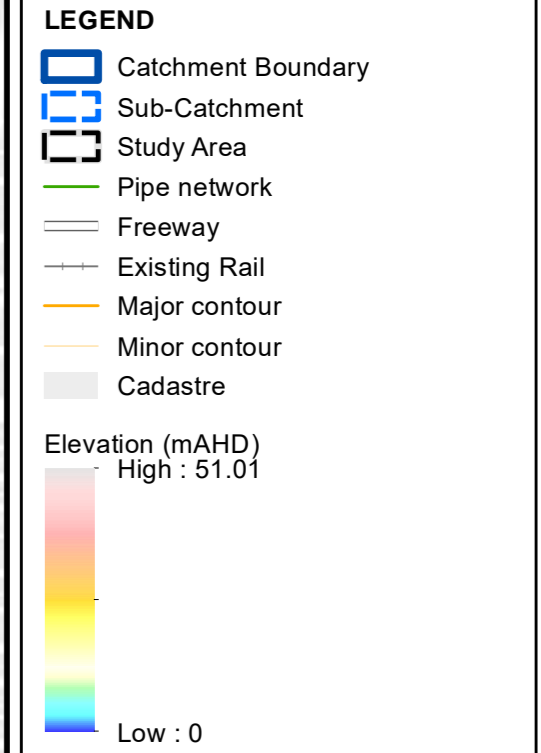 LEGEND
Catchment Boundary
Sub-Catchment
Study Area
Pipe network
Freeway
Existing Rail
Major contour
Minor contour
Cadastre
Elevation (mAHD)
High : 51.01
Low : 0